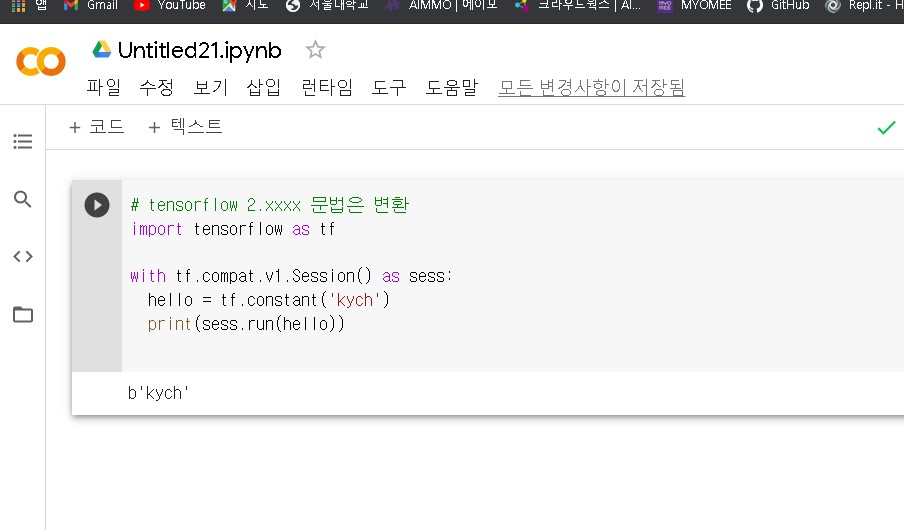 앱 Gmail YouTube 지도 서울대학교 AIMMO | 에이모 크라우드웍스 | AI... MYOMEE GitHub Repl.it - H
Untitled21.ipynb
파일 수정 보기 삽입 런타임 도구 도움말 모든 변경사항이 저장됨
+ 코드 + 텍스트
# tensorflow 2.xxxx 문법은 변환
import tensorflow as tf
with tf.compat.v1.Session() as sess:
hello = tf.constant('kych')
print(sess.run(hello))
b'kych'